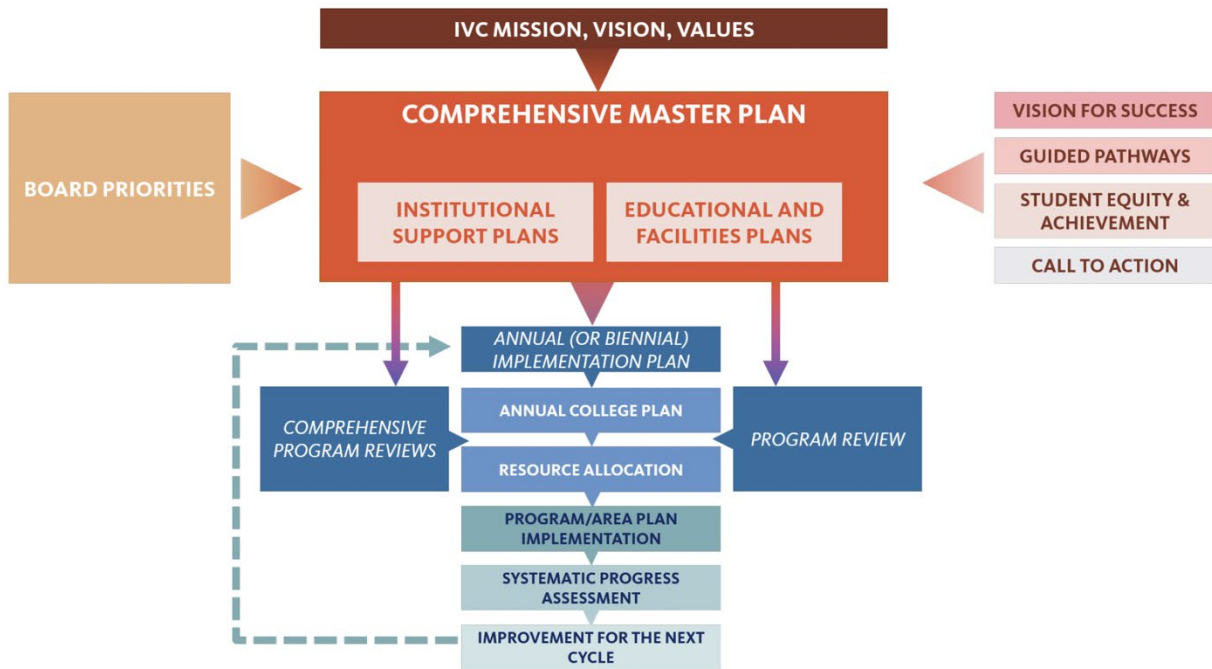 IVC MISSION, VISION, VALUES
BOARD PRIORITIES
COMPREHENSIVE MASTER PLAN
INSTITUTIONAL
SUPPORT PLANS
EDUCATIONAL AND
FACILITIES PLANS
VISION FOR SUCCESS
GUIDED PATHWAYS
STUDENT EQUITY &
ACHIEVEMENT
CALL TO ACTION
ANNUAL (OR BIENNIAL)
IMPLEMENTATION PLAN
COMPREHENSIVE
PROGRAM REVIEWS
ANNUAL COLLEGE PLAN
RESOURCE ALLOCATION
PROGRAM REVIEW
PROGRAM/AREA PLAN
IMPLEMENTATION
SYSTEMATIC PROGRESS
ASSESSMENT
IMPROVEMENT FOR THE NEXT
CYCLE